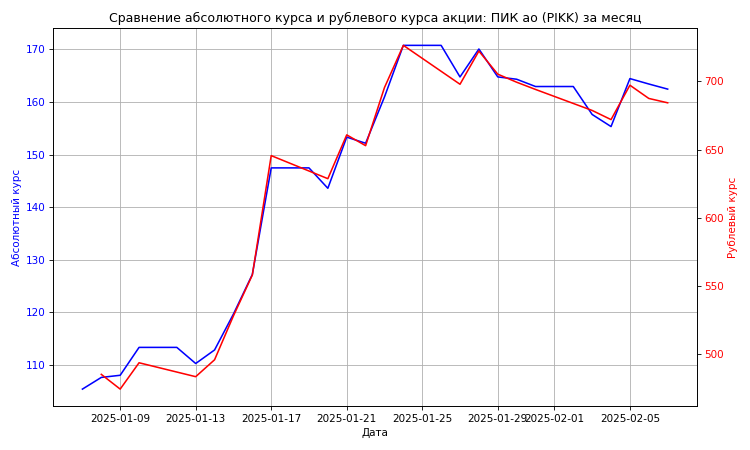 Сравнение абсолютного курса и рублевого курса акции: ПИК ао (PIKK) за месяц
Абсолютный курс
170
160
150
140
130
120
110
700
650
600
550
500
Рублевый курс
2025-01-09 2025-01-13 2025-01-17 2025-01-21 2025-01-25 2025-01-29 2025-02-01 2025-02-05
Дата